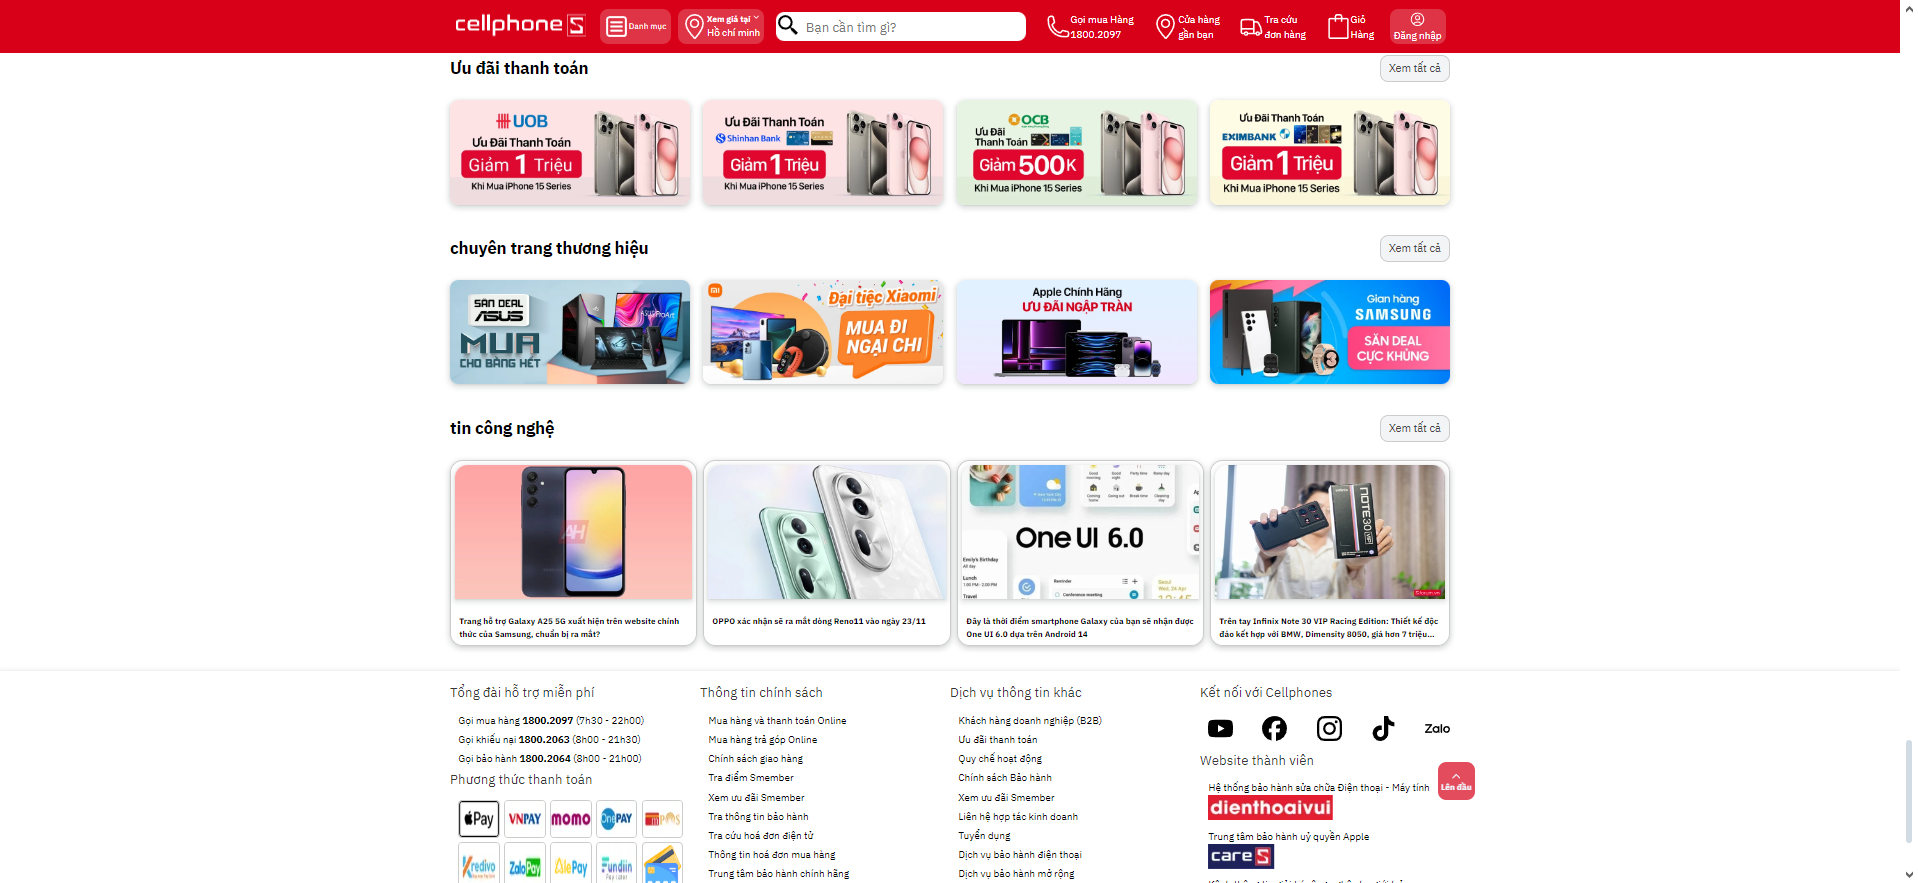 cellphone S
Danh mục
Xem giá tại
Hồ chí minh
Bạn cần tìm gì?
Gọi mua Hàng
1800.2097
Cửa hàng
gần bạn
Tra cứu
đơn hàng
Giỏ
Hàng
Đăng nhập
Ưu đãi thanh toán
Xem tất cả
UOB
Ưu Đãi Thanh Toán
Giảm 1 Triệu
Khi Mua iPhone 15 Series
Ưu Đãi Thanh Toán
Shinhan Bank
Giảm 1 Triệu
Khi Mua iPhone 15 Series
OCB
Ưu Đãi
Thanh Toán
Giảm 500K
Khi Mua iPhone 15 Series
Ưu Đãi Thanh Toán
EXIMBANK
Giảm 1 Triệu
Khi Mua iPhone 15 Series
chuyên trang thương hiệu
Xem tất cả
SĂN DEAL
ASUS
MUA
CHO BẰNG HẾT
ASUS ProArt
mi
Đại tiệc Xiaomi
MUA ĐI
NGẠI CHI
Apple Chính Hãng
ƯU ĐÃI NGẬP TRÀN
Gian hàng
SAMSUNG
SĂN DEAL
CỰC KHỦNG
tin công nghệ
Xem tất cả
AH
One UI 6.0
Emily's Birthday
All day
Lunch
Travel
Reminder
Conference meeting
NOTE30
VIP
Sforum.vn
Trang hỗ trợ Galaxy A25 5G xuất hiện trên website chính
thức của Samsung, chuẩn bị ra mắt?
OPPO xác nhận sẽ ra mắt dòng Reno11 vào ngày 23/11
Đây là thời điểm smartphone Galaxy của bạn sẽ nhận được
One UI 6.0 dựa trên Android 14
Trên tay Infinix Note 30 VIP Racing Edition: Thiết kế độc
đáo kết hợp với BMW, Dimensity 8050, giá hơn 7 triệu...
Tổng đài hỗ trợ miễn phí
Gọi mua hàng 1800.2097 (7h30 - 22h00)
Gọi khiếu nại 1800.2063 (8h00 - 21h30)
Gọi bảo hành 1800.2064 (8h00 - 21h00)
Phương thức thanh toán
Pay
VNPAY
momo
OnePAY
mPOS
Kredivo
ZaloPay
AlePay
Fundiin
Thông tin chính sách
Mua hàng và thanh toán Online
Mua hàng trả góp Online
Chính sách giao hàng
Tra điểm Smember
Xem ưu đãi Smember
Tra thông tin bảo hành
Tra cứu hoá đơn điện tử
Thông tin hoá đơn mua hàng
Trung tâm bảo hành chính hãng
Dịch vụ thông tin khác
Khách hàng doanh nghiệp (B2B)
Ưu đãi thanh toán
Quy chế hoạt động
Chính sách Bảo hành
Xem ưu đãi Smember
Liên hệ hợp tác kinh doanh
Tuyển dụng
Dịch vụ bảo hành điện thoại
Dịch vụ bảo hành mở rộng
Kết nối với Cellphones
Zalo
Website thành viên
Hệ thống bảo hành sửa chữa Điện thoại - Máy tính
dienthoaivui
Trung tâm bảo hành uỷ quyền Apple
care S
Lên đầu